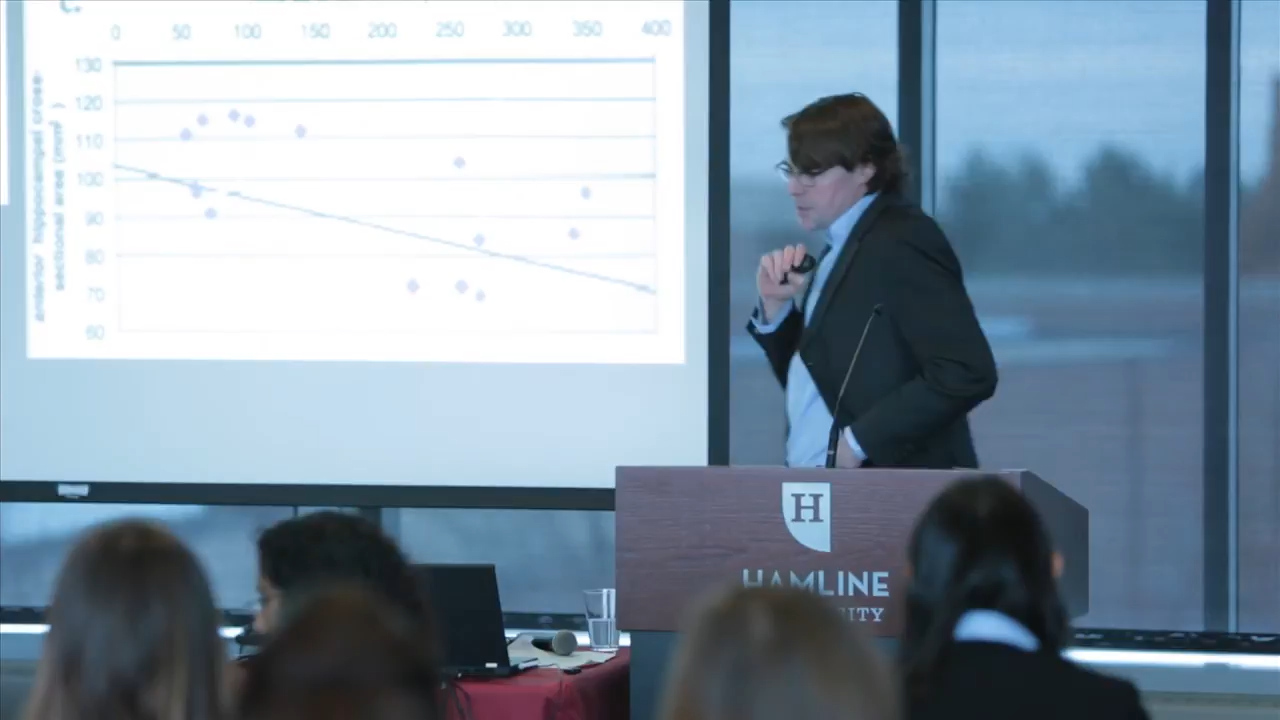 C.
0 50 100 150 200 250 300 350 400
130
120
110
100
90
80
70
60
anterior hippocampal cross-
sectional area (mm²)
H
HAMLINE